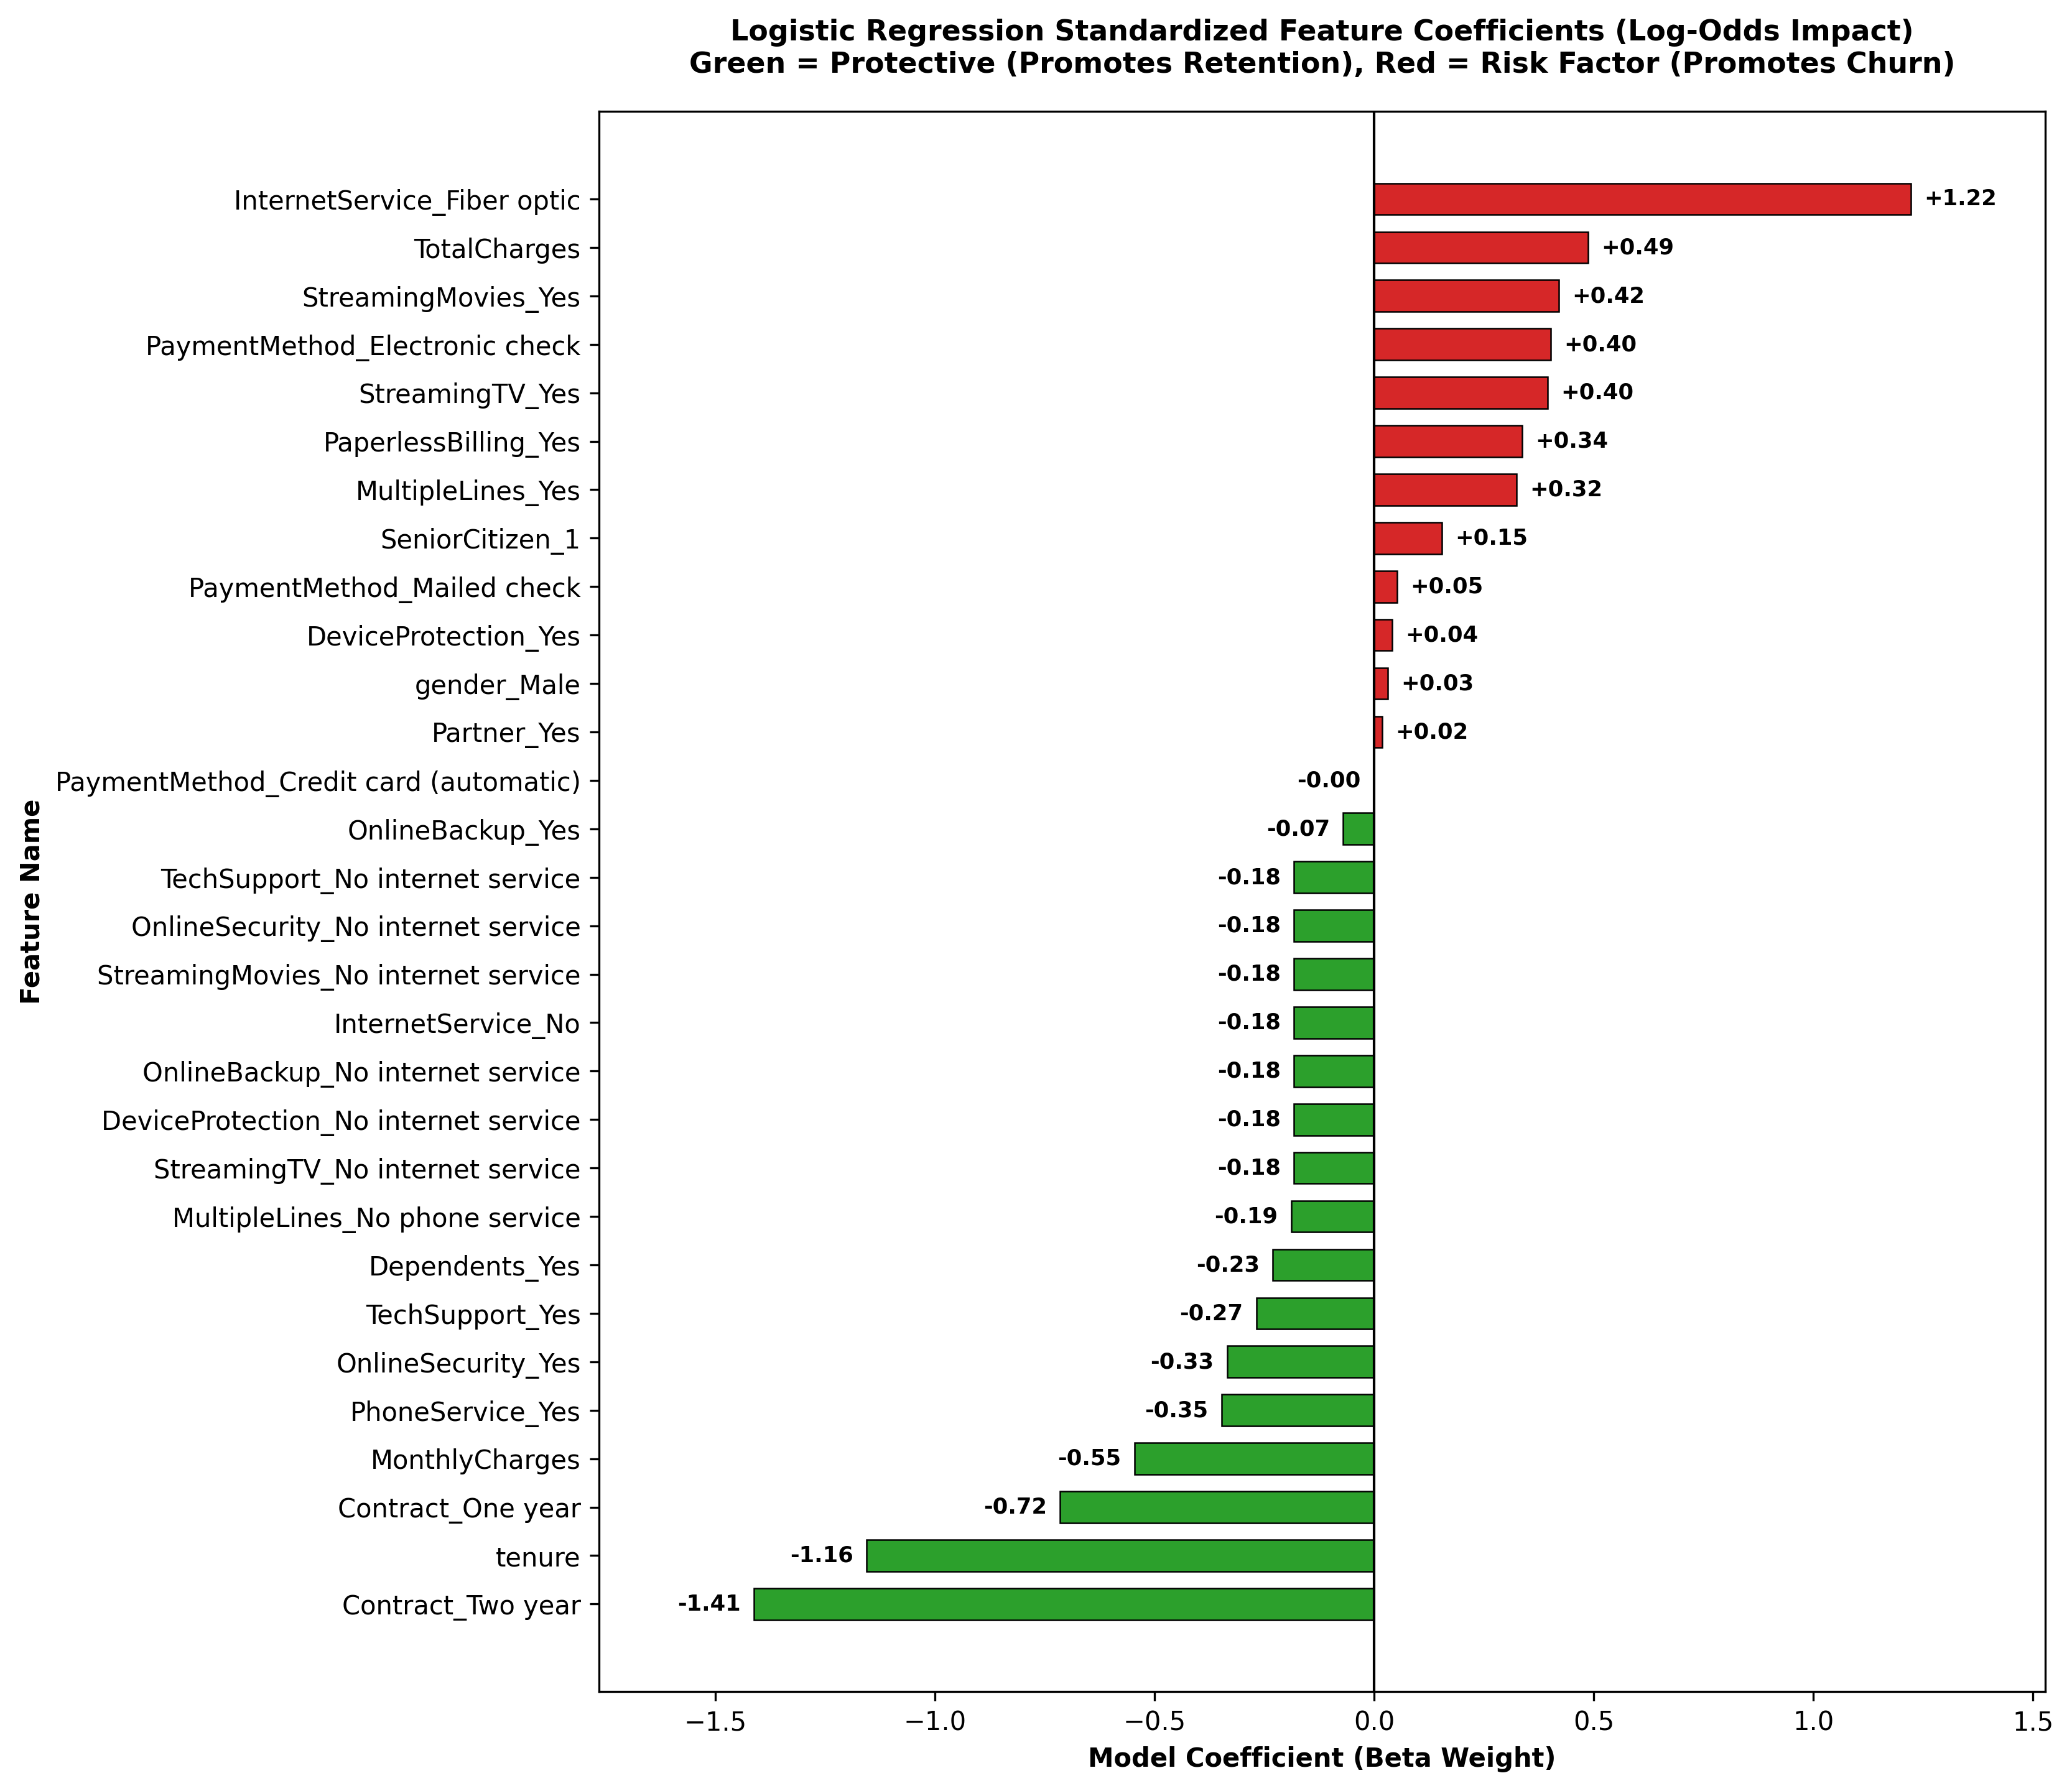 Logistic Regression Standardized Feature Coefficients (Log-Odds Impact)
Green = Protective (Promotes Retention), Red = Risk Factor (Promotes Churn)
InternetService_Fiber optic +1.22
TotalCharges +0.49
StreamingMovies_Yes +0.42
PaymentMethod_Electronic check +0.40
StreamingTV_Yes +0.40
PaperlessBilling_Yes +0.34
MultipleLines_Yes +0.32
SeniorCitizen_1 +0.15
PaymentMethod_Mailed check +0.05
DeviceProtection_Yes +0.04
gender_Male +0.03
Partner_Yes +0.02
PaymentMethod_Credit card (automatic) -0.00
OnlineBackup_Yes -0.07
TechSupport_No internet service -0.18
OnlineSecurity_No internet service -0.18
StreamingMovies_No internet service -0.18
InternetService_No -0.18
OnlineBackup_No internet service -0.18
DeviceProtection_No internet service -0.18
StreamingTV_No internet service -0.18
MultipleLines_No phone service -0.19
Dependents_Yes -0.23
TechSupport_Yes -0.27
OnlineSecurity_Yes -0.33
PhoneService_Yes -0.35
MonthlyCharges -0.55
Contract_One year -0.72
tenure -1.16
Contract_Two year -1.41
Feature Name
−1.5 −1.0 −0.5 0.0 0.5 1.0 1.5
Model Coefficient (Beta Weight)